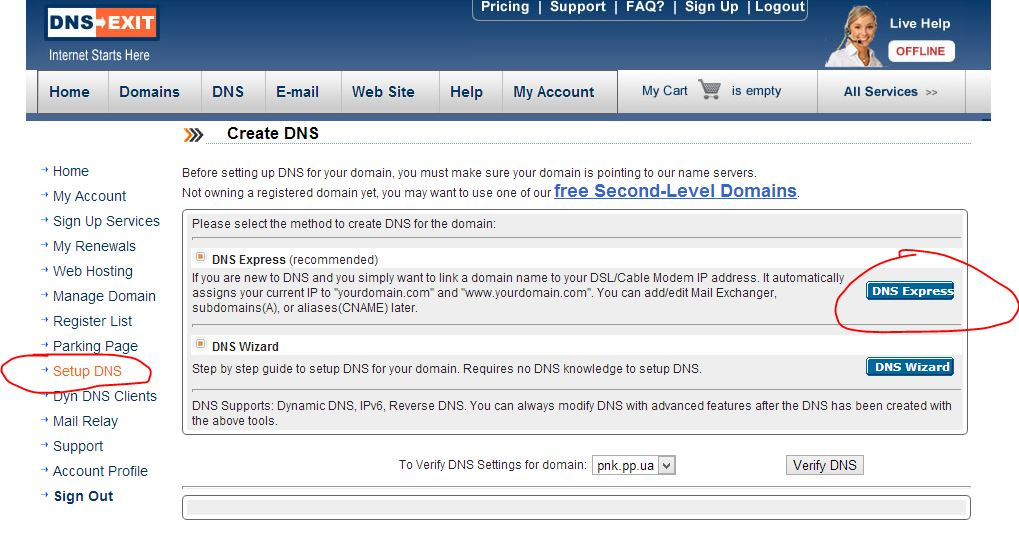 Pricing | Support | FAQ? | Sign Up | Logout
DNS EXIT
Internet Starts Here
Live Help
OFFLINE
Home Domains DNS E-mail Web Site Help My Account My Cart is empty All Services >>
Create DNS
Home
My Account
Sign Up Services
My Renewals
Web Hosting
Manage Domain
Register List
Parking Page
Setup DNS
Dyn DNS Clients
Mail Relay
Support
Account Profile
Sign Out
Before setting up DNS for your domain, you must make sure your domain is pointing to our name servers.
Not owning a registered domain yet, you may want to use one of our free Second-Level Domains.
Please select the method to create DNS for the domain:
DNS Express (recommended)
If you are new to DNS and you simply want to link a domain name to your DSL/Cable Modem IP address. It automatically
assigns your current IP to "yourdomain.com" and "www.yourdomain.com". You can add/edit Mail Exchanger,
subdomains(A), or aliases(CNAME) later.
DNS Express
DNS Wizard
Step by step guide to setup DNS for your domain. Requires no DNS knowledge to setup DNS.
DNS Wizard
DNS Supports: Dynamic DNS, IPv6, Reverse DNS. You can always modify DNS with advanced features after the DNS has been created with
the above tools.
To Verify DNS Settings for domain: pnk.pp.ua Verify DNS